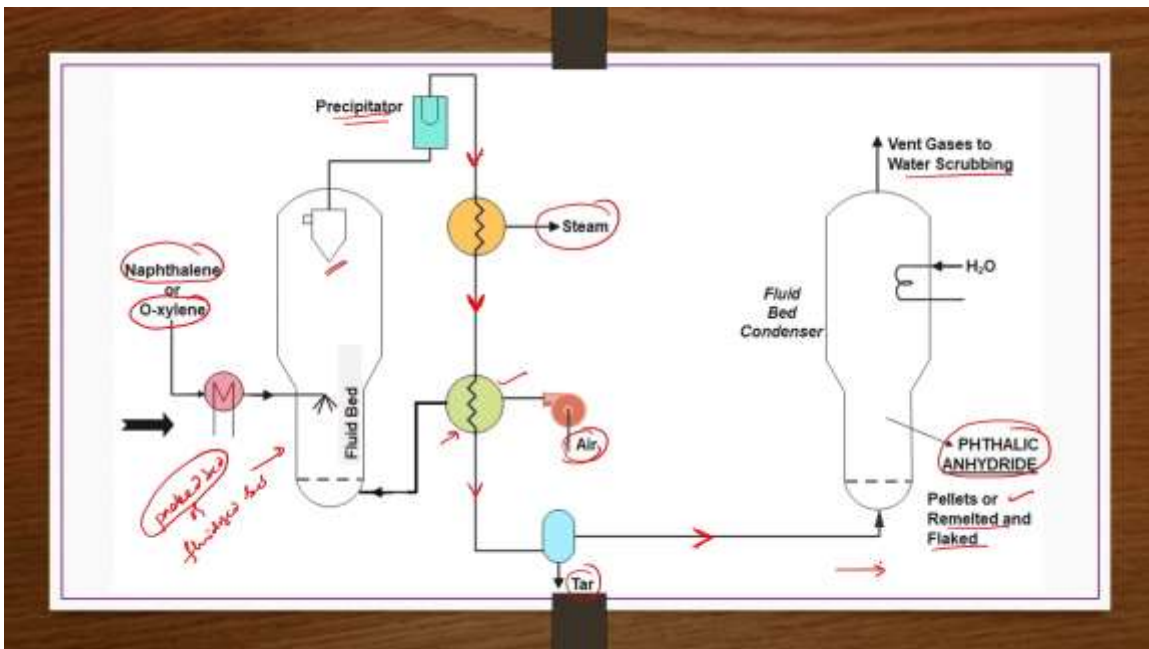 Precipitator
Naphthalene
or
O-xylene
Steam
Fluid Bed
Air
Tar
Vent Gases to
Water Scrubbing
H₂O
Fluid
Bed
Condenser
PHTHALIC
ANHYDRIDE
Pellets or
Remelted and
Flaked
packed bed
or
fluidized bed